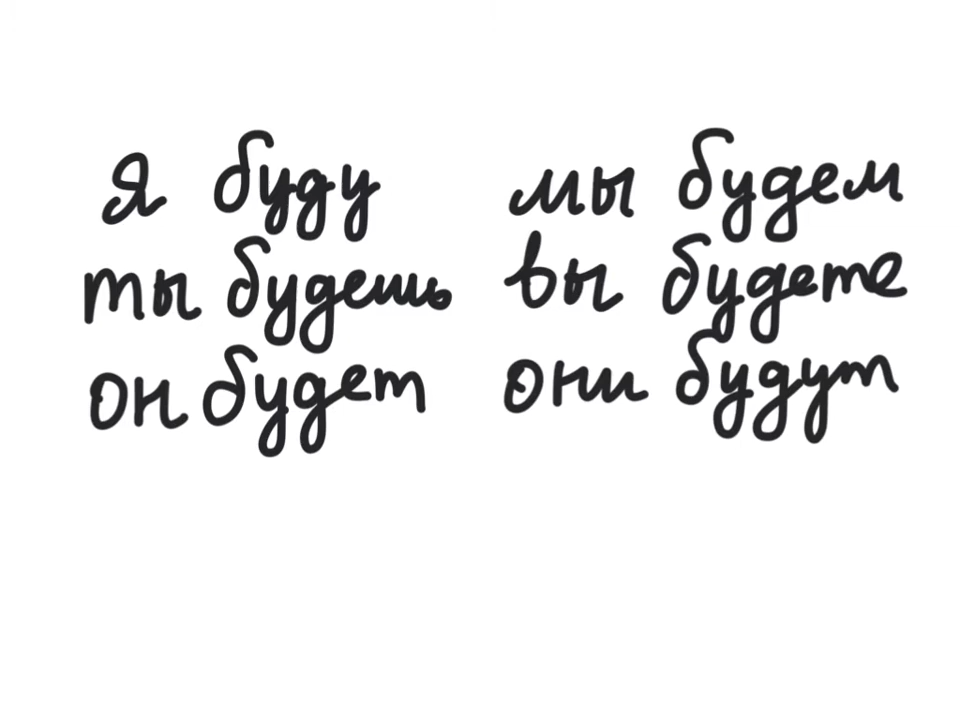 я буду
ты будешь
он будет
мы будем
вы будете
они будут